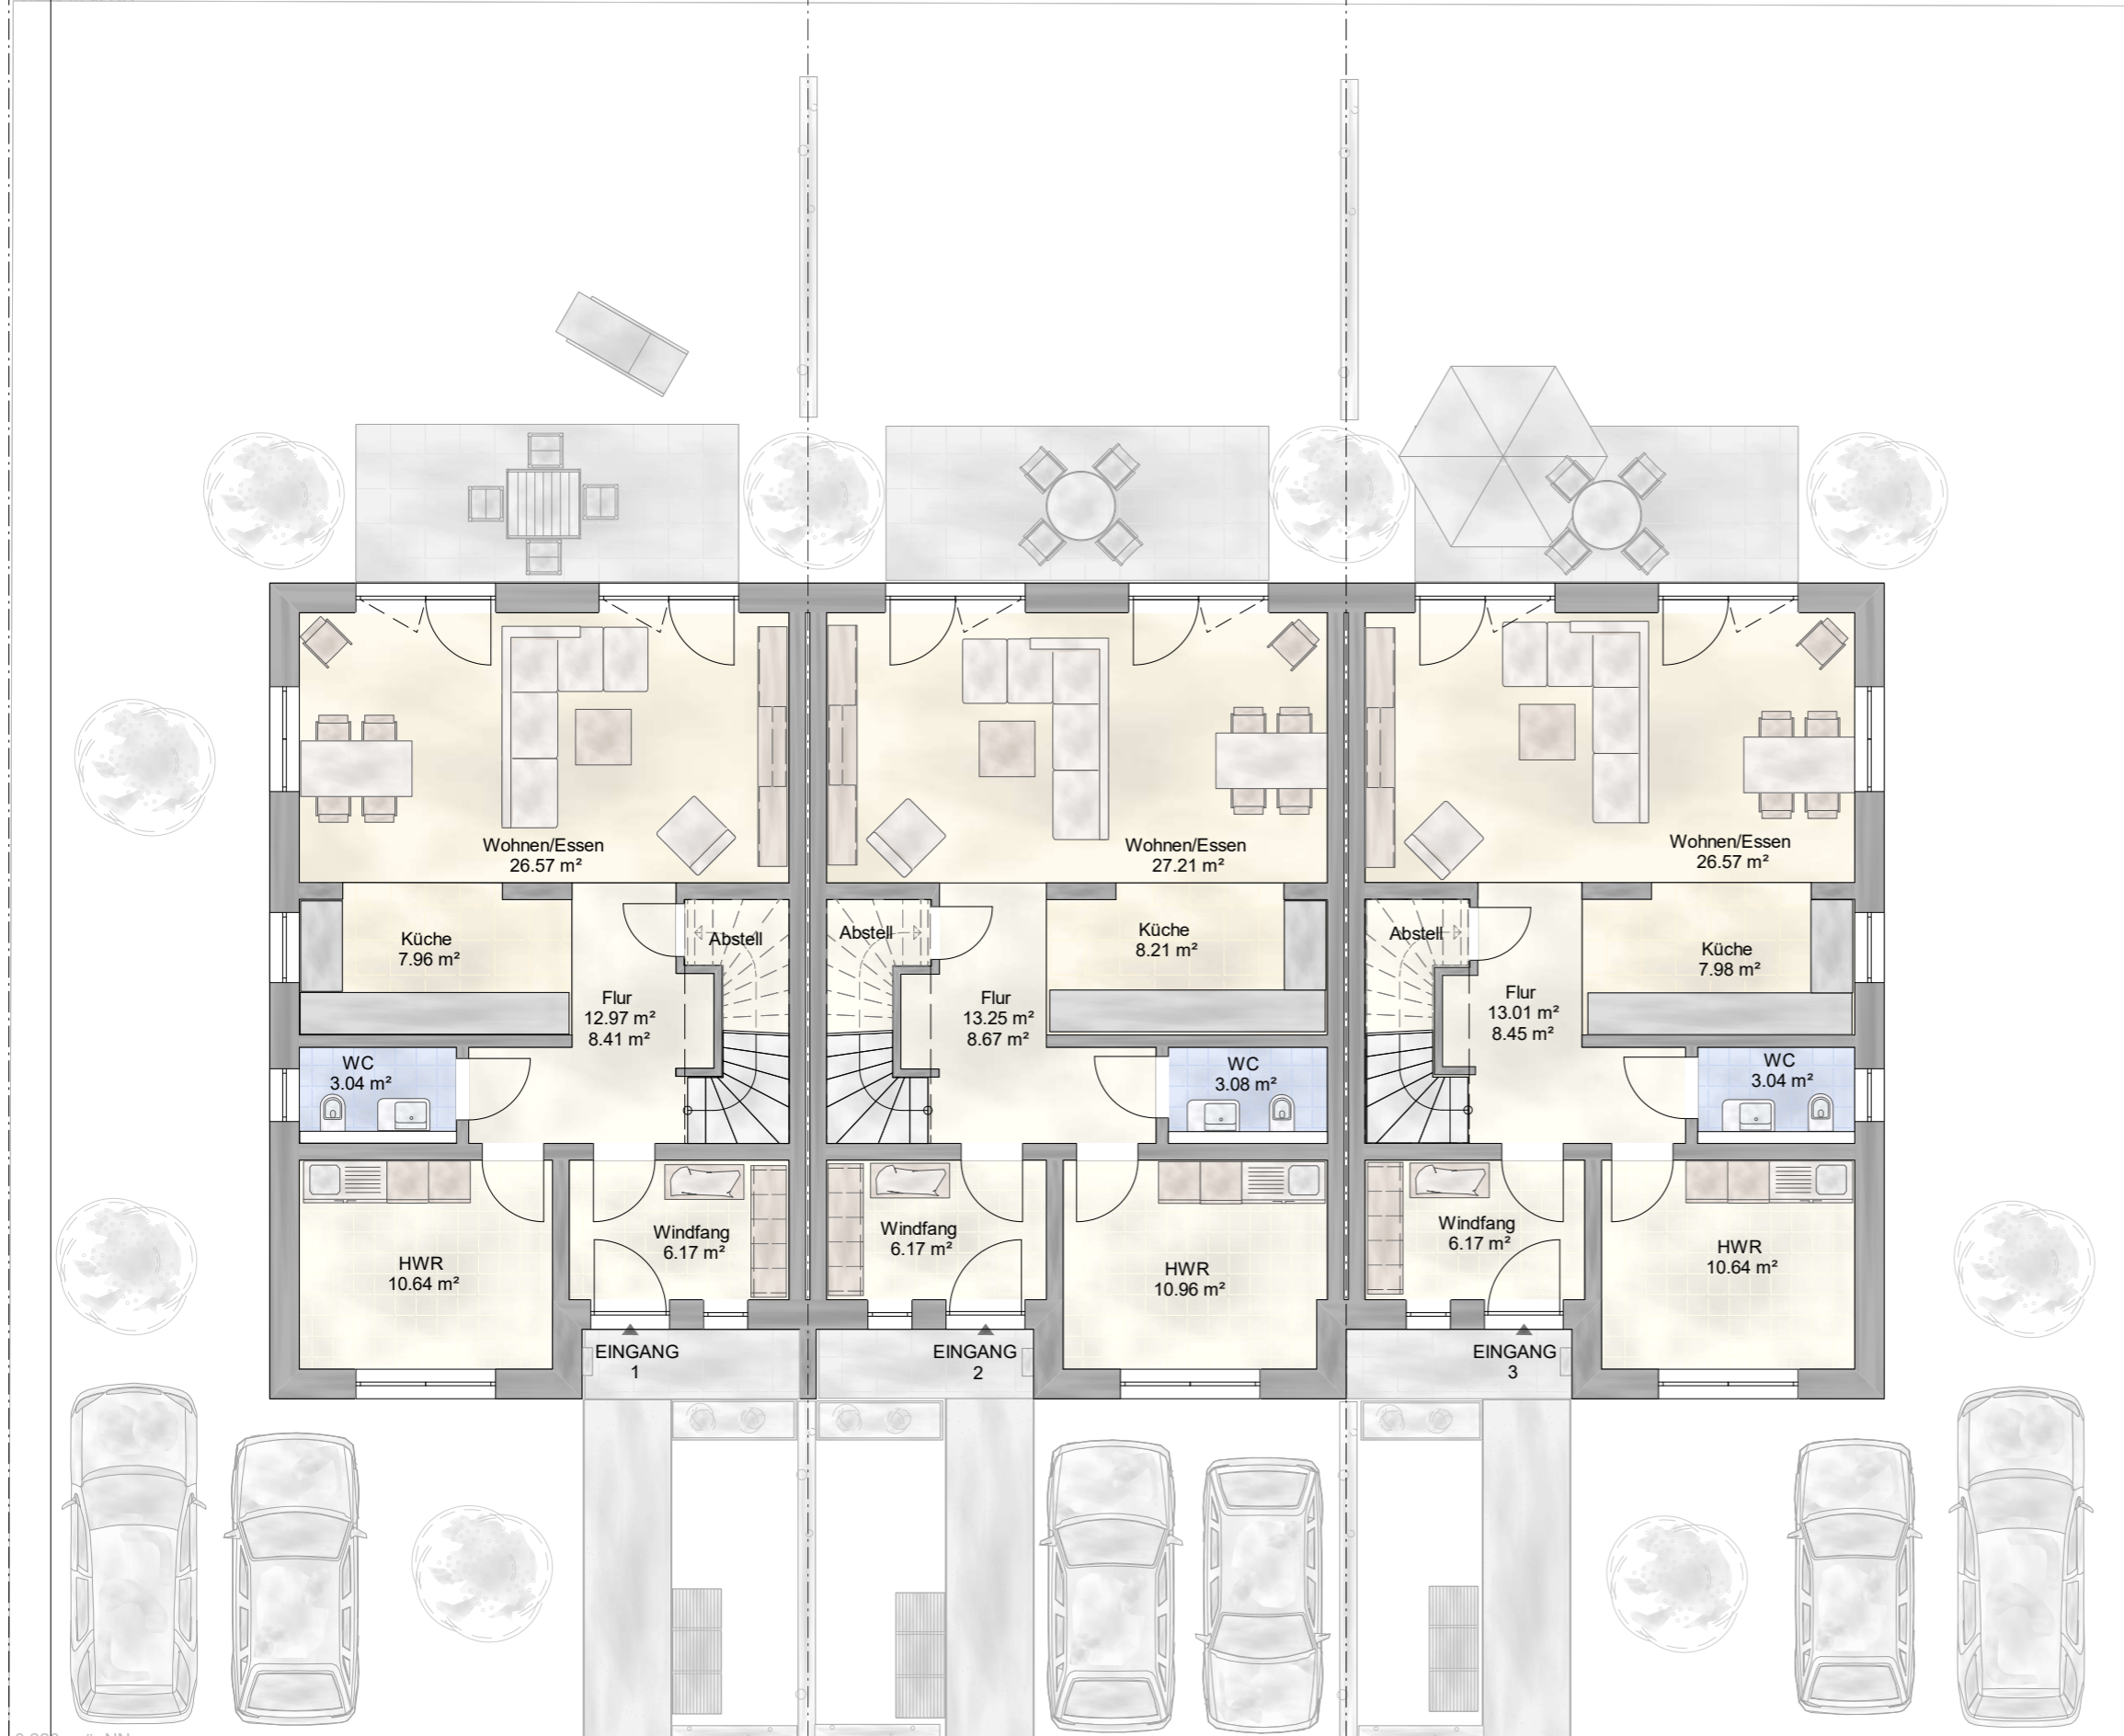 Wohnen/Essen
26.57 m²
Wohnen/Essen
27.21 m²
Wohnen/Essen
26.57 m²
Küche
7.96 m²
Abstell
Abstell
Küche
8.21 m²
Abstell
Küche
7.98 m²
Flur
12.97 m²
8.41 m²
Flur
13.25 m²
8.67 m²
Flur
13.01 m²
8.45 m²
WC
3.04 m²
WC
3.08 m²
WC
3.04 m²
HWR
10.64 m²
Windfang
6.17 m²
Windfang
6.17 m²
HWR
10.96 m²
Windfang
6.17 m²
HWR
10.64 m²
EINGANG
1
EINGANG
2
EINGANG
3